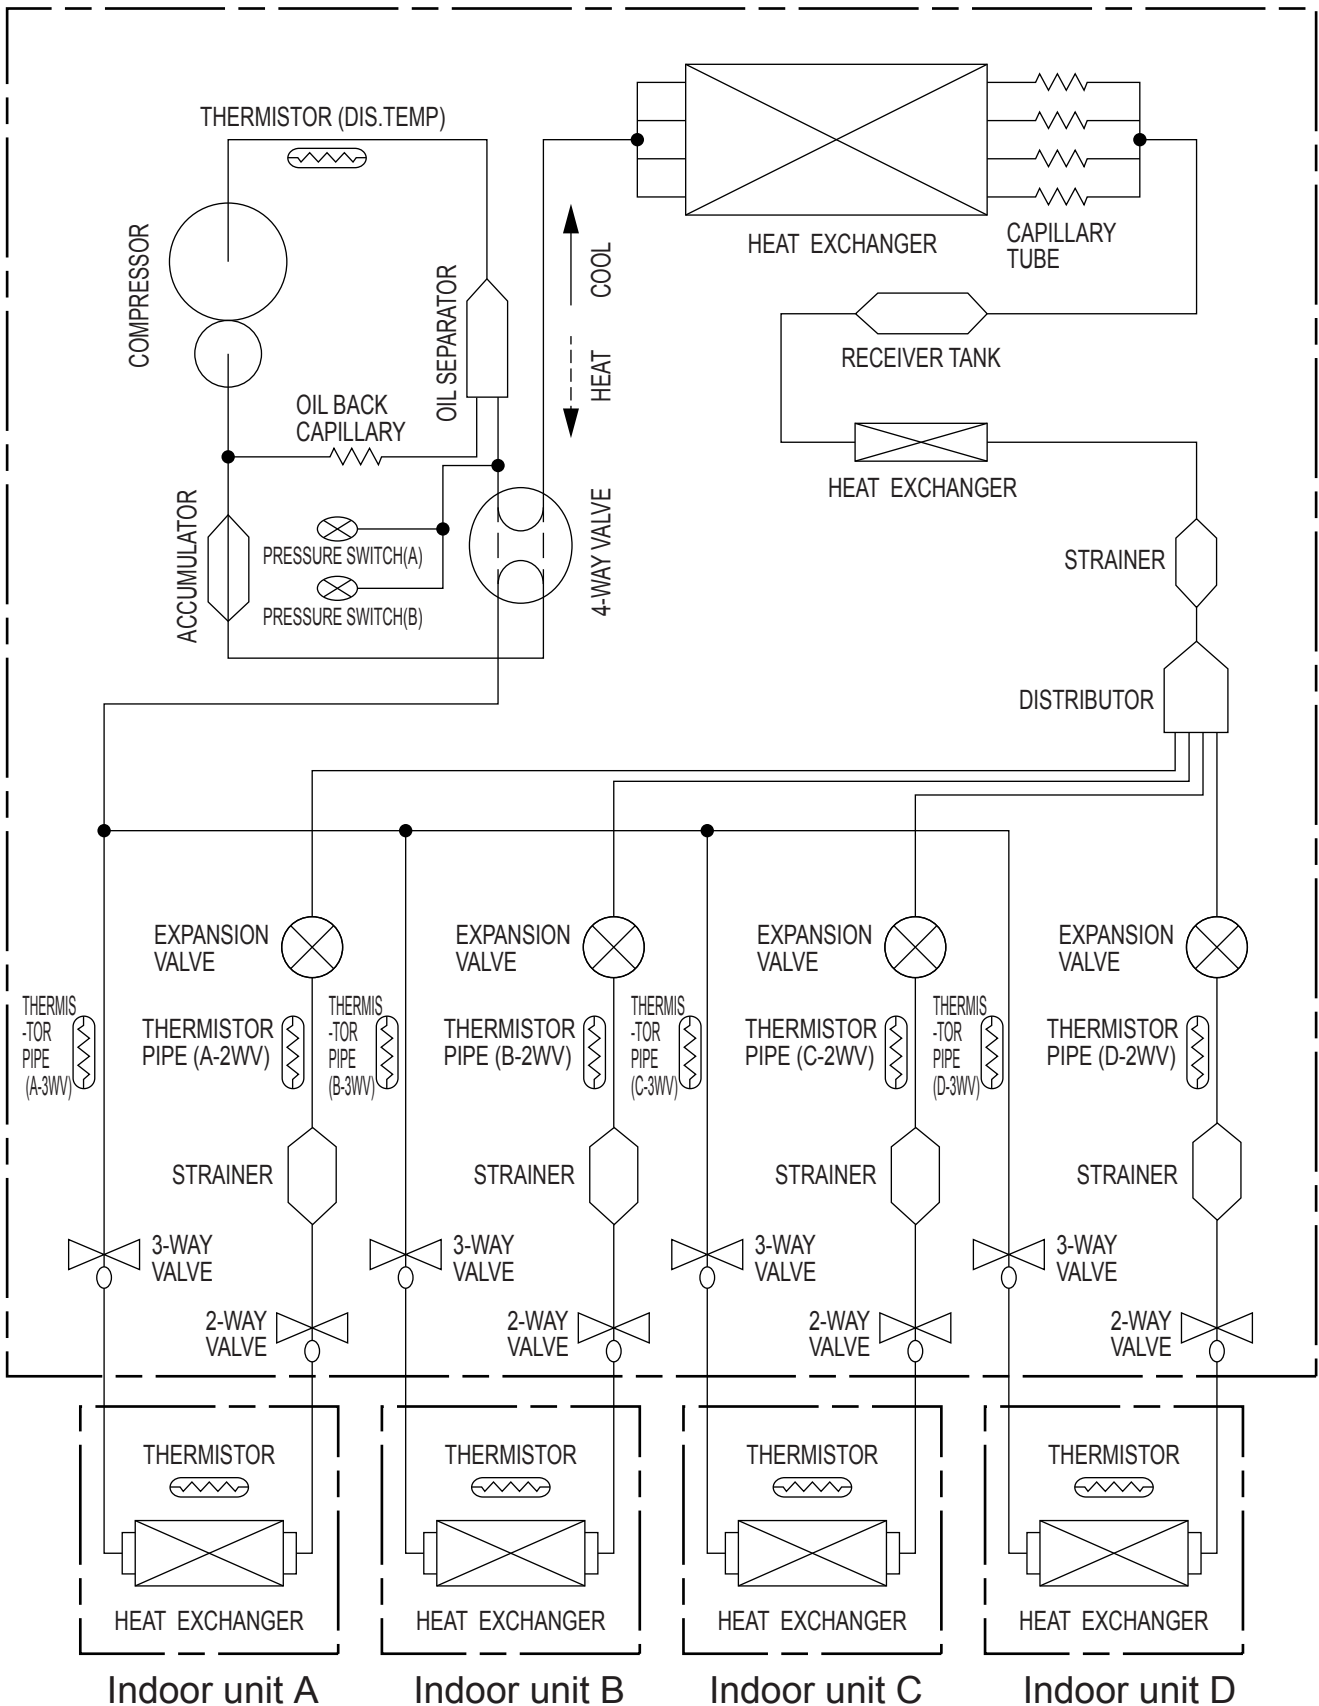 THERMISTOR (DIS.TEMP)
COMPRESSOR
OIL SEPARATOR
OIL BACK
CAPILLARY
COOL
HEAT
HEAT EXCHANGER
CAPILLARY
TUBE
RECEIVER TANK
HEAT EXCHANGER
ACCUMULATOR
PRESSURE SWITCH(A)
PRESSURE SWITCH(B)
4-WAY VALVE
STRAINER
DISTRIBUTOR
EXPANSION
VALVE
EXPANSION
VALVE
EXPANSION
VALVE
EXPANSION
VALVE
THERMIS
-TOR
PIPE
(A-3WV)
THERMISTOR
PIPE (A-2WV)
THERMIS
-TOR
PIPE
(B-3WV)
THERMISTOR
PIPE (B-2WV)
THERMIS
-TOR
PIPE
(C-3WV)
THERMISTOR
PIPE (C-2WV)
THERMIS
-TOR
PIPE
(D-3WV)
THERMISTOR
PIPE (D-2WV)
STRAINER
STRAINER
STRAINER
STRAINER
3-WAY
VALVE
3-WAY
VALVE
3-WAY
VALVE
3-WAY
VALVE
2-WAY
VALVE
2-WAY
VALVE
2-WAY
VALVE
2-WAY
VALVE
THERMISTOR
THERMISTOR
THERMISTOR
THERMISTOR
HEAT EXCHANGER
HEAT EXCHANGER
HEAT EXCHANGER
HEAT EXCHANGER
Indoor unit A
Indoor unit B
Indoor unit C
Indoor unit D